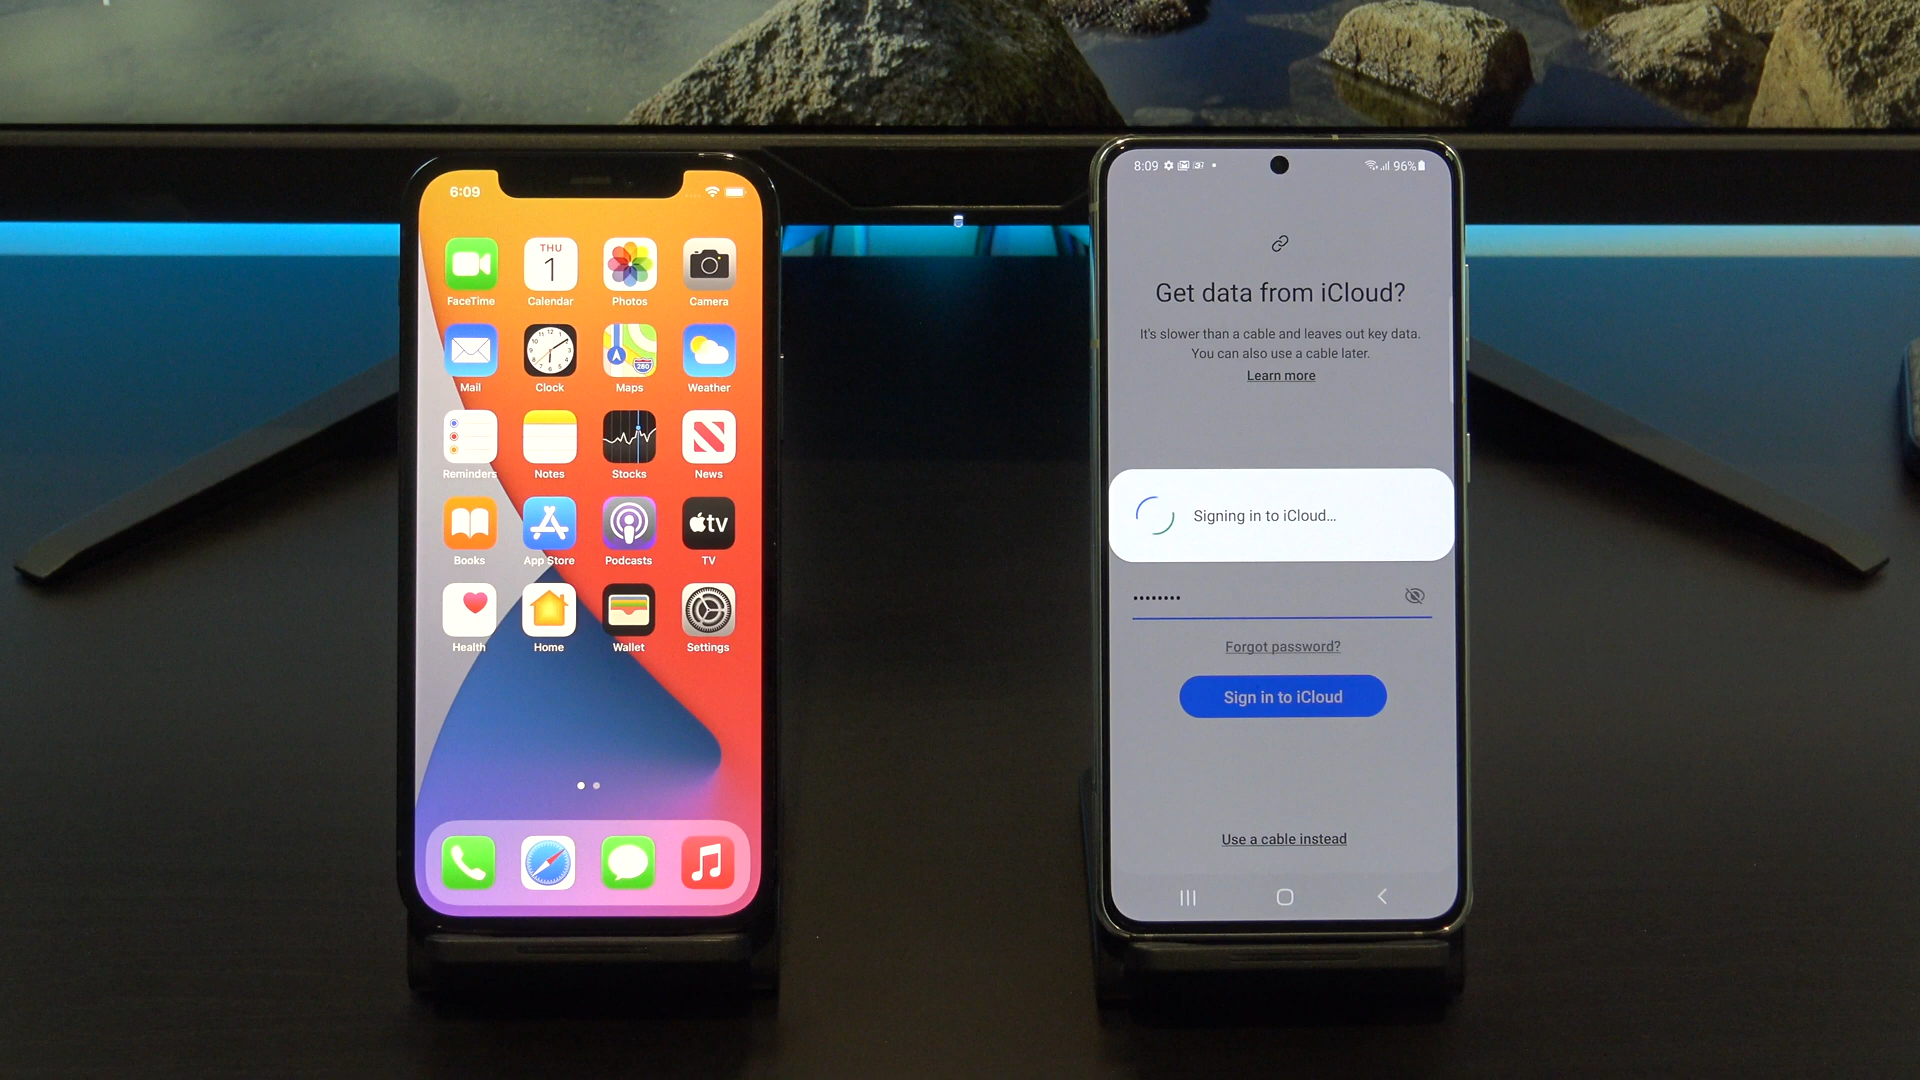 6:09
THU
1
FaceTime
Calendar
Photos
Camera
280
Mail
Clock
Maps
Weather
Reminders
Notes
Stocks
News
tv
Books
App Store
Podcasts
TV
Health
Home
Wallet
Settings
8:09
96%
Get data from iCloud?
It's slower than a cable and leaves out key data.
You can also use a cable later.
Learn more
Signing in to iCloud...
••••••••
Forgot password?
Sign in to iCloud
Use a cable instead